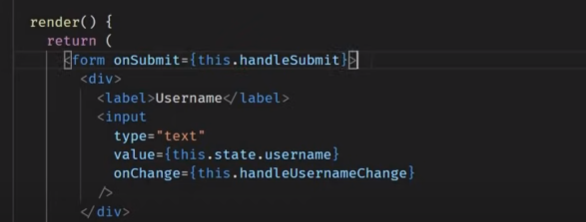 render() {
return (
<form onSubmit={this.handleSubmit}>
<div>
<label>Username</label>
<input
type="text"
value={this.state.username}
onChange={this.handleUsernameChange}
/>
</div>